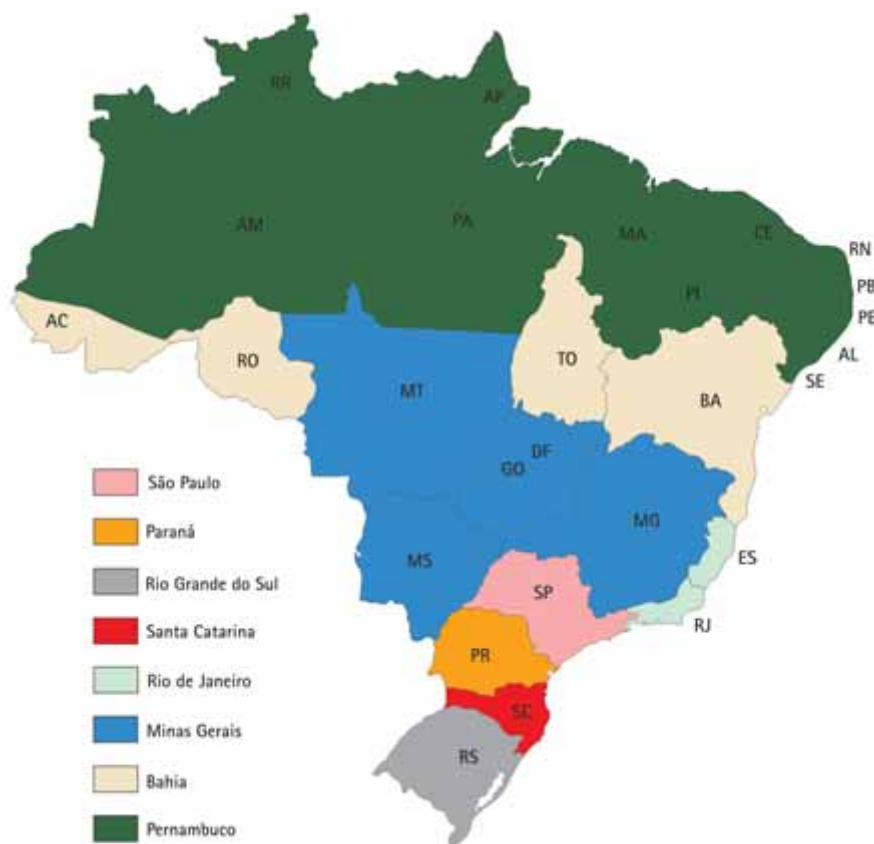 RR
AP
AM
PA
MA
CE
RN
PI
PB
PE
AL
SE
AC
RO
TO
BA
MT
DF
GO
MG
ES
MS
SP
RJ
PR
SC
RS
São Paulo
Paraná
Rio Grande do Sul
Santa Catarina
Rio de Janeiro
Minas Gerais
Bahia
Pernambuco